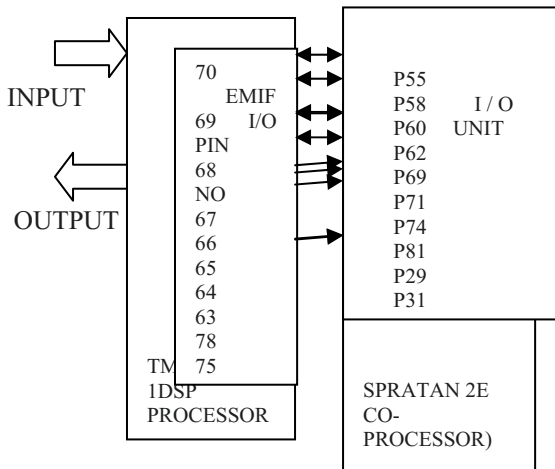 INPUT
OUTPUT
70
EMIF
69 I/O
PIN
68
NO
67
66
65
64
63
78
75
TM
1DSP
PROCESSOR
P55
P58 I / O
P60 UNIT
P62
P69
P71
P74
P81
P29
P31
SPRATAN 2E
CO-
PROCESSOR)